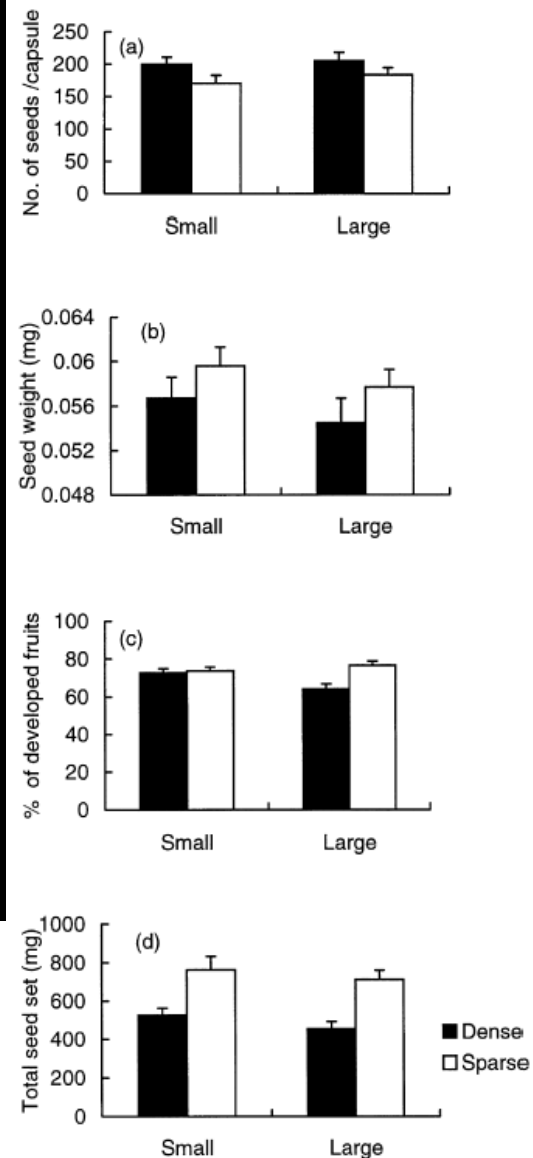 No. of seeds /capsule
(a)
250
200
150
100
50
0
Small Large
Seed weight (mg)
(b)
0.064
0.06
0.056
0.052
0.048
Small Large
% of developed fruits
(c)
100
80
60
40
20
0
Small Large
Total seed set (mg)
(d)
1000
800
600
400
200
0
Small Large
Dense
Sparse